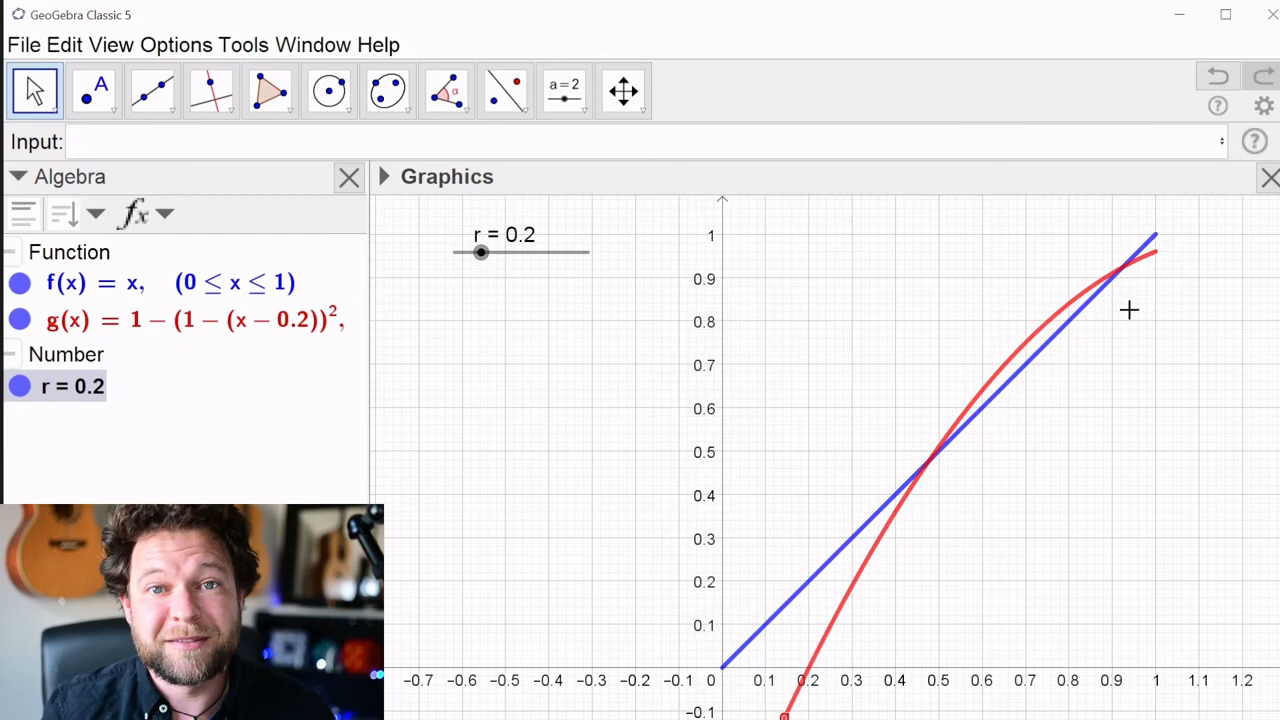 GeoGebra Classic 5
File Edit View Options Tools Window Help
A
α
a = 2
Input:
Algebra
Graphics
fx
Function
f(x) = x, (0 ≤ x ≤ 1)
g(x) = 1 − (1 − (x − 0.2))²,
Number
r = 0.2
r = 0.2
1
0.9
0.8
0.7
0.6
0.5
0.4
0.3
0.2
0.1
-0.7 -0.6 -0.5 -0.4 -0.3 -0.2 -0.1 0 0.1 0.2 0.3 0.4 0.5 0.6 0.7 0.8 0.9 1 1.1 1.2
-0.1
g